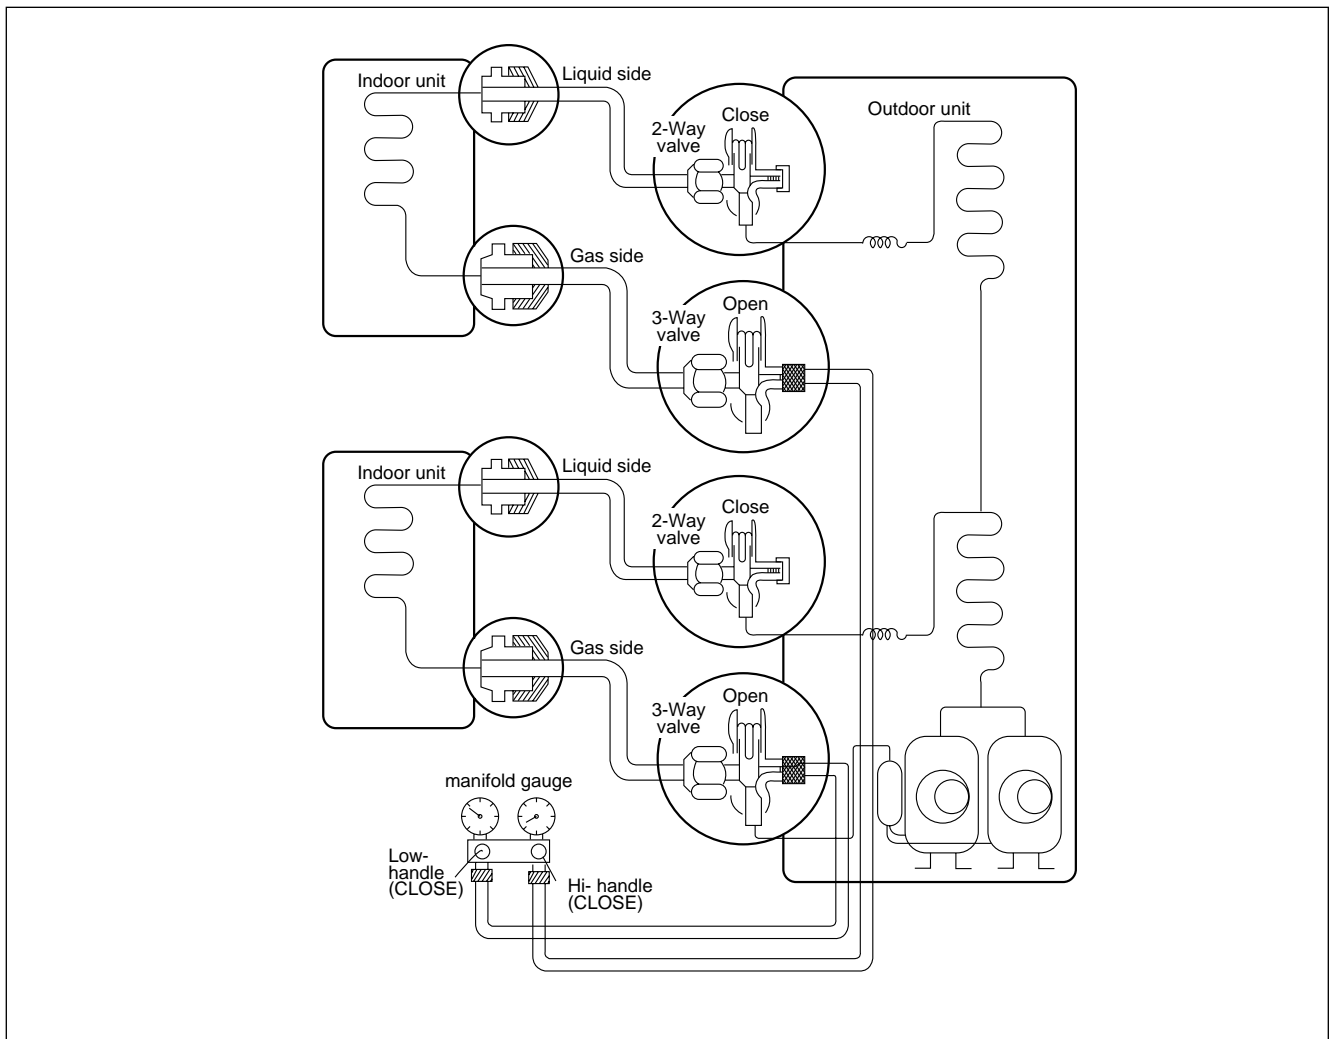 Indoor unit
Liquid side
2-Way
valve
Close
Outdoor unit
Gas side
3-Way
valve
Open
Indoor unit
Liquid side
2-Way
valve
Close
Gas side
3-Way
valve
Open
manifold gauge
Low-
handle
(CLOSE)
Hi- handle
(CLOSE)